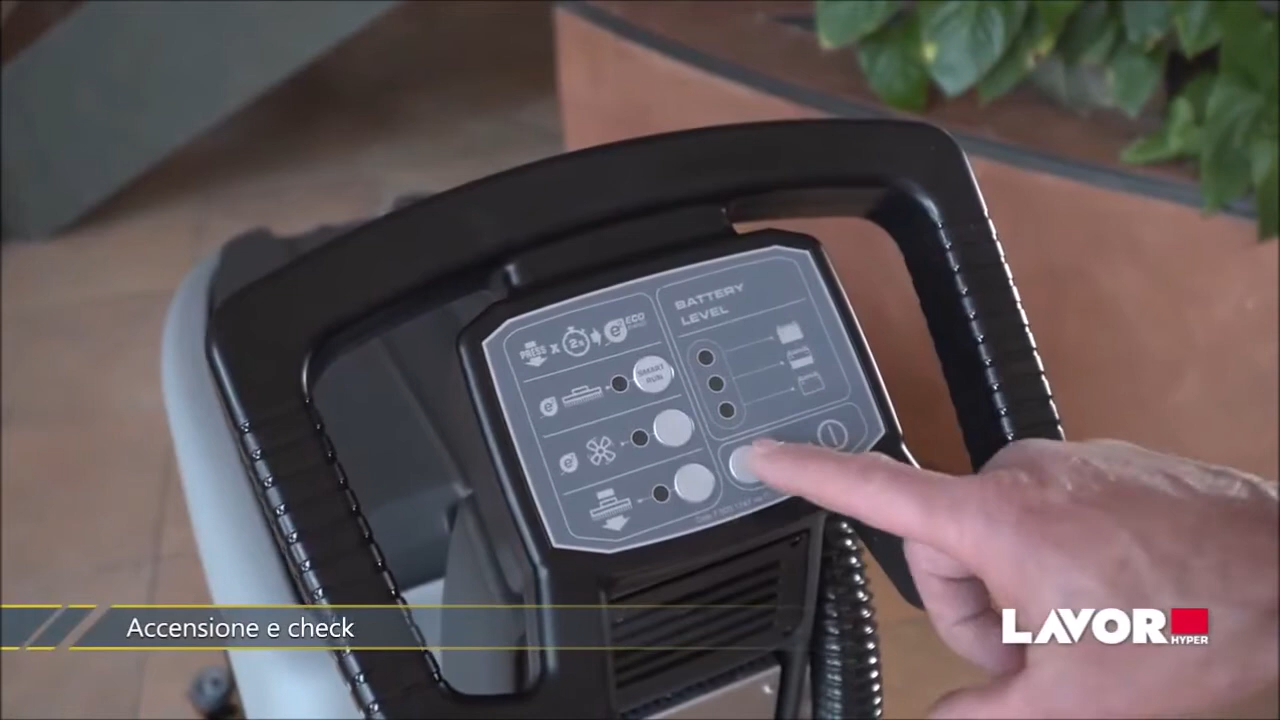 BATTERY
LEVEL
PRESS x 2s e ECO
SMART
RUN
e
e
Accensione e check
LAVOR
HYPER